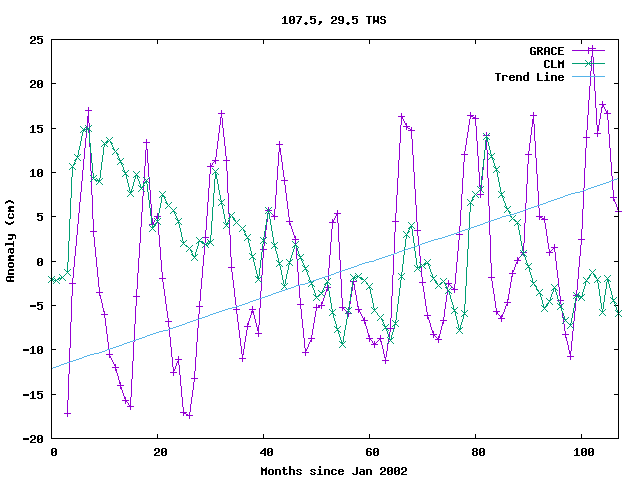 107.5, 29.5 TWS
GRACE
CLM
Trend Line
25
20
15
10
5
0
-5
-10
-15
-20
Anomaly (cm)
0 20 40 60 80 100
Months since Jan 2002